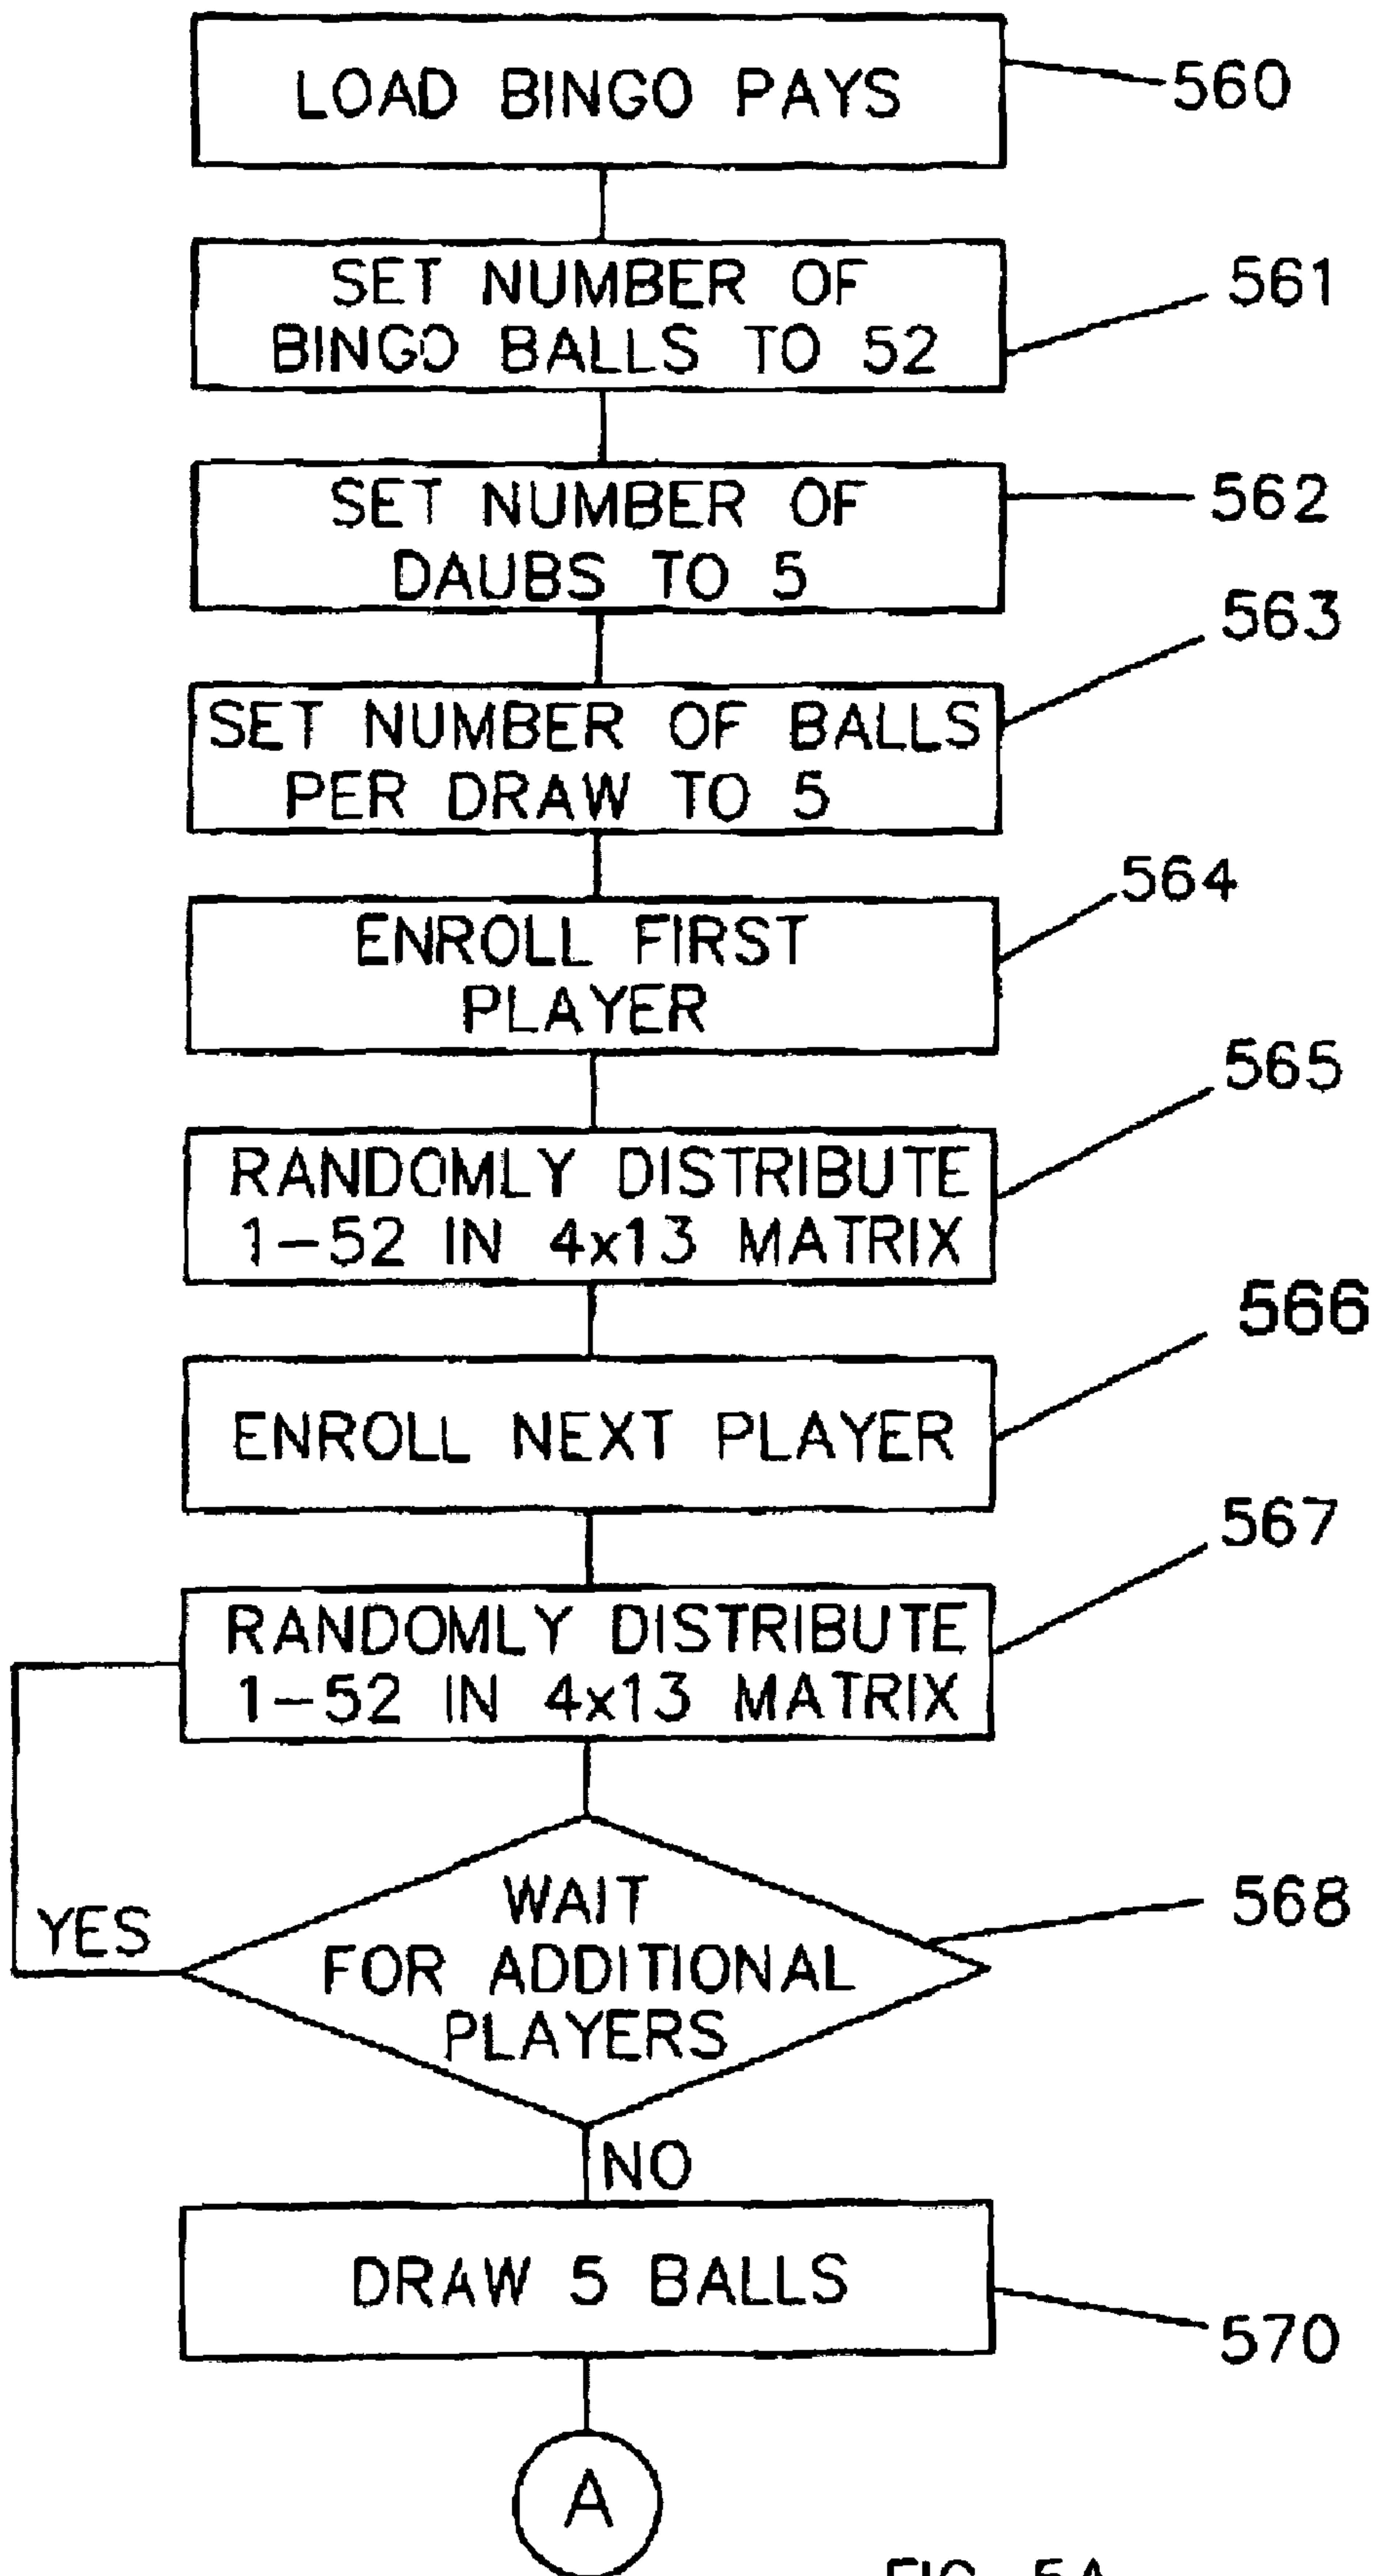 LOAD BINGO PAYS
560
SET NUMBER OF
BINGO BALLS TO 52
561
SET NUMBER OF
DAUBS TO 5
562
SET NUMBER OF BALLS
PER DRAW TO 5
563
ENROLL FIRST
PLAYER
564
RANDOMLY DISTRIBUTE
1-52 IN 4x13 MATRIX
565
ENROLL NEXT PLAYER
566
RANDOMLY DISTRIBUTE
1-52 IN 4x13 MATRIX
567
WAIT
FOR ADDITIONAL
PLAYERS
568
YES
NO
DRAW 5 BALLS
570
A
FIG. 5A